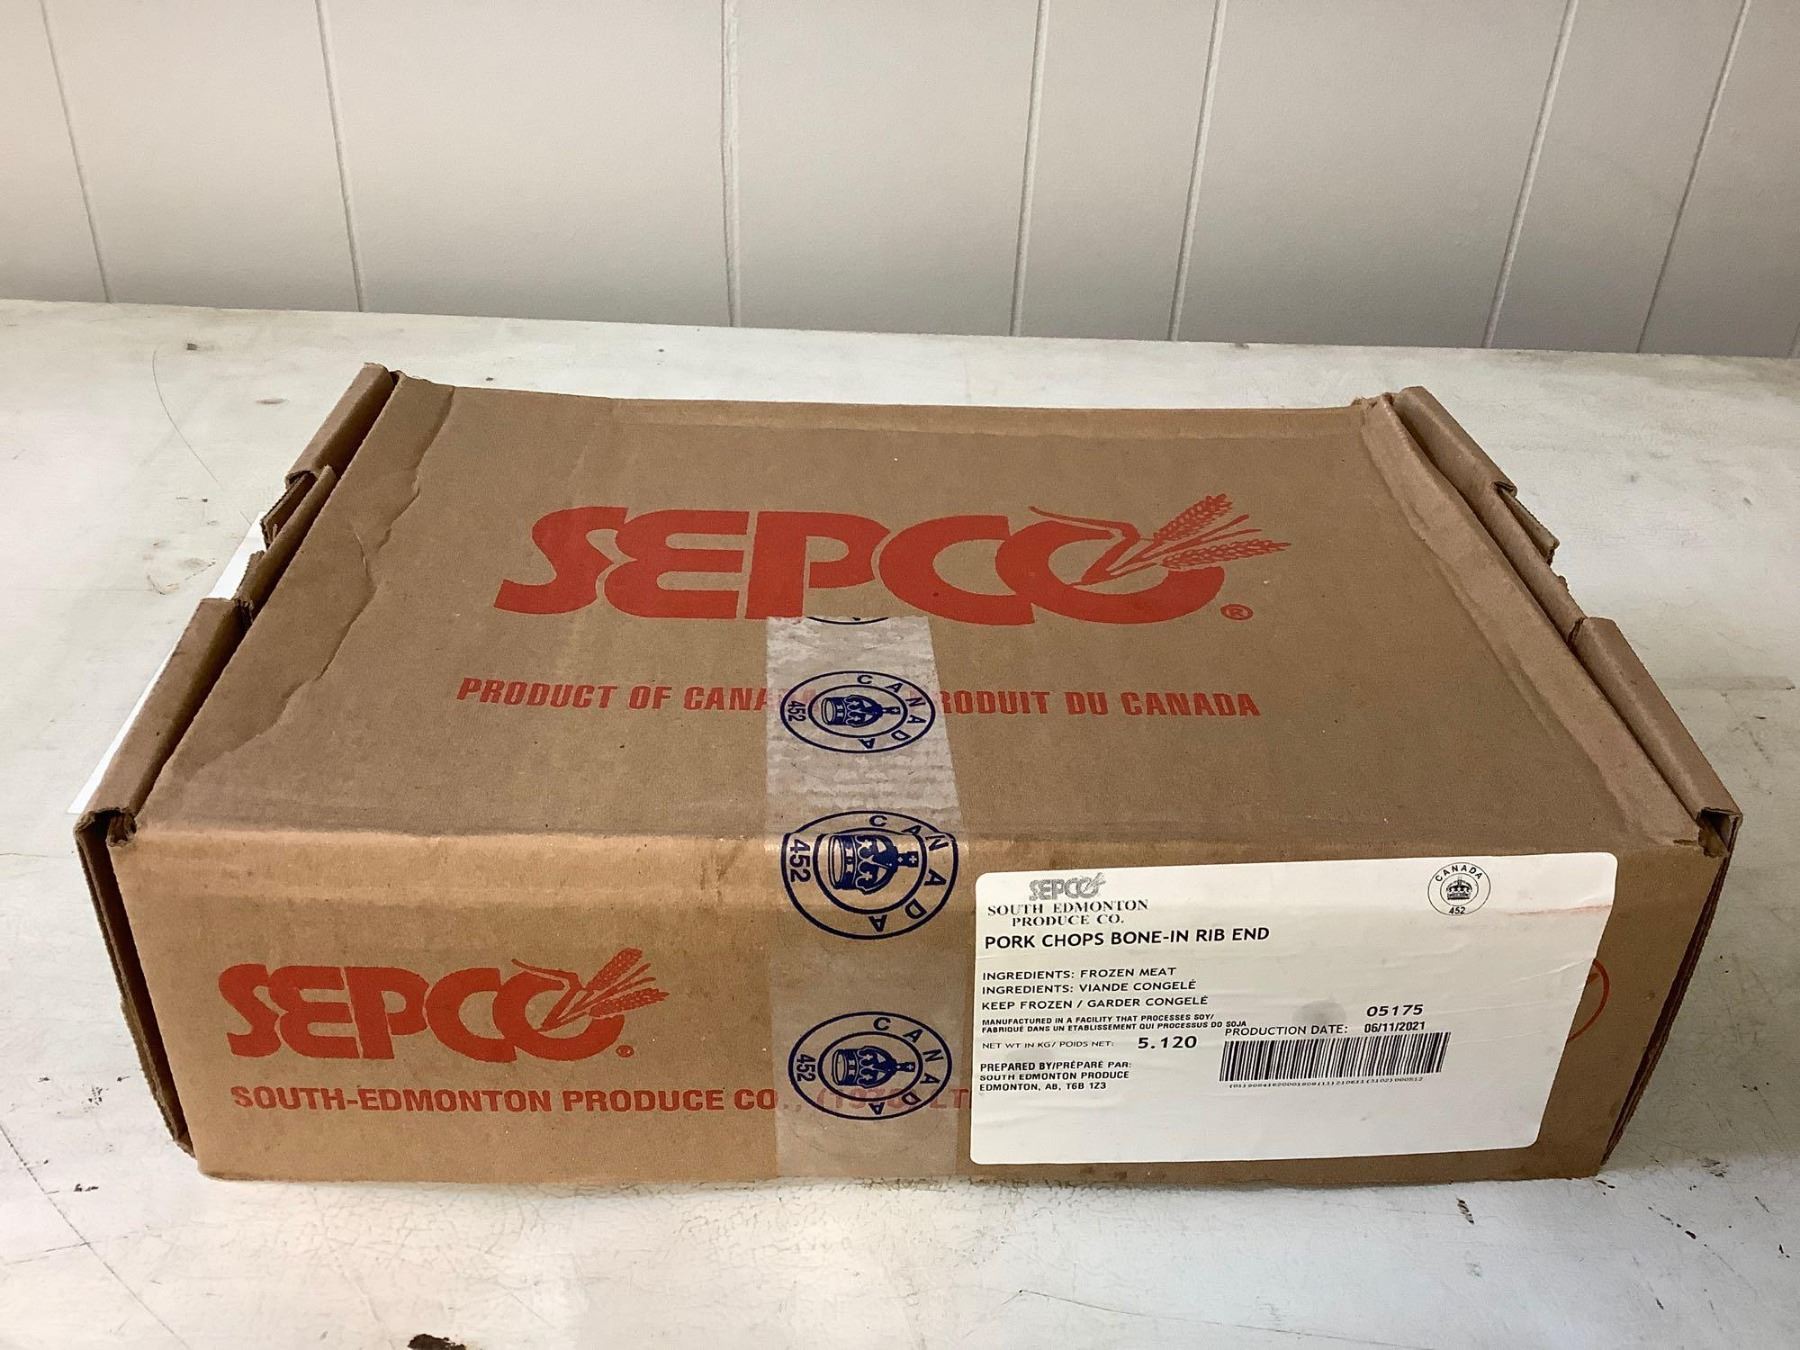 SEPCO ®
PRODUCT OF CANA RODUIT DU CANADA
CANADA 452
CANADA 452
CANADA 452
SEPCO ®
SOUTH-EDMONTON PRODUCE CO
SEPCO
SOUTH EDMONTON
PRODUCE CO.
CANADA
452
PORK CHOPS BONE-IN RIB END
INGREDIENTS: FROZEN MEAT
INGREDIENTS: VIANDE CONGELÉ
KEEP FROZEN / GARDER CONGELÉ
MANUFACTURED IN A FACILITY THAT PROCESSES SOY/
FABRIQUÉ DANS UN ETABLISSEMENT QUI PROCESSUS DO SOJA
05175
PRODUCTION DATE: 06/11/2021
NET WT IN KG/ POIDS NET: 5.120
PREPARED BY/PRÉPARÉ PAR:
SOUTH EDMONTON PRODUCE
EDMONTON, AB, T6B 1Z3